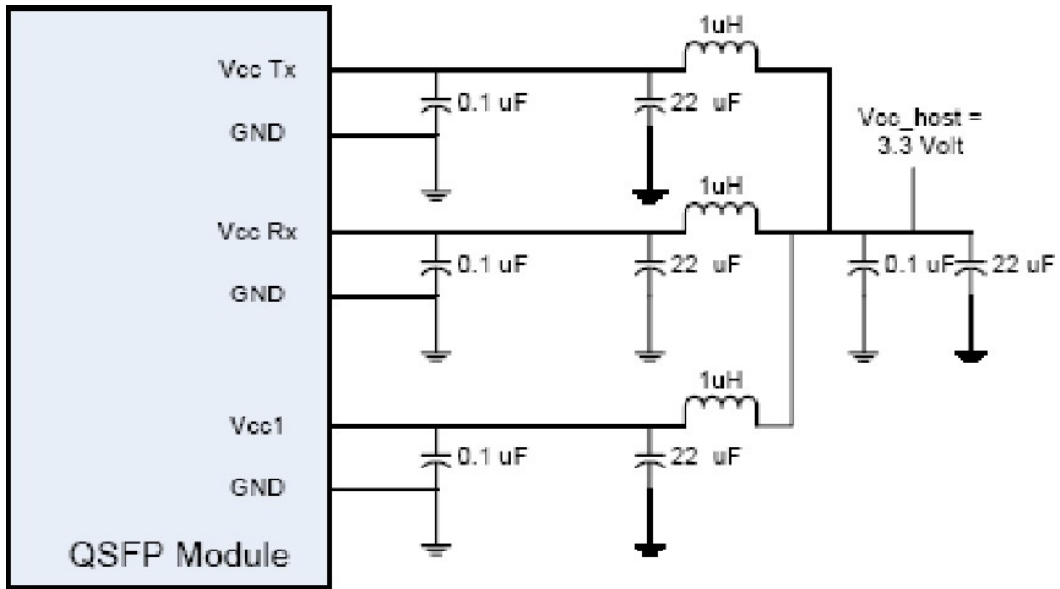 1uH
Vcc Tx
0.1 uF
22 uF
GND
Vcc_host =
3.3 Volt
1uH
Vcc Rx
0.1 uF
22 uF
0.1 uF
22 uF
GND
1uH
Vcc1
0.1 uF
22 uF
GND
QSFP Module